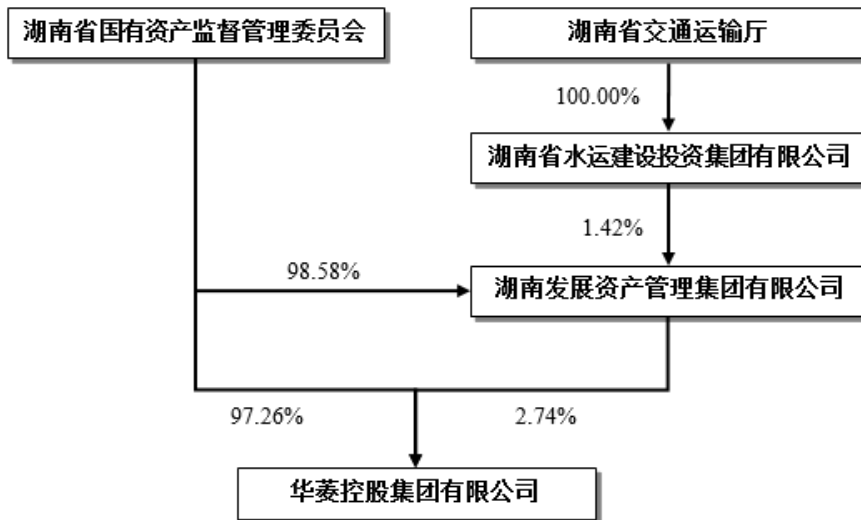 湖南省国有资产监督管理委员会
湖南省交通运输厅
100.00%
湖南省水运建设投资集团有限公司
1.42%
98.58%
湖南发展资产管理集团有限公司
97.26%
2.74%
华菱控股集团有限公司